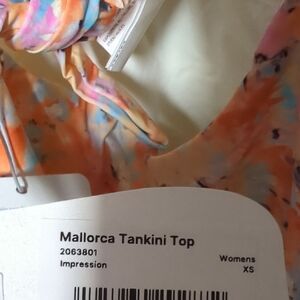 Mallorca Tankini Top
2063801 Womens
Impression XS